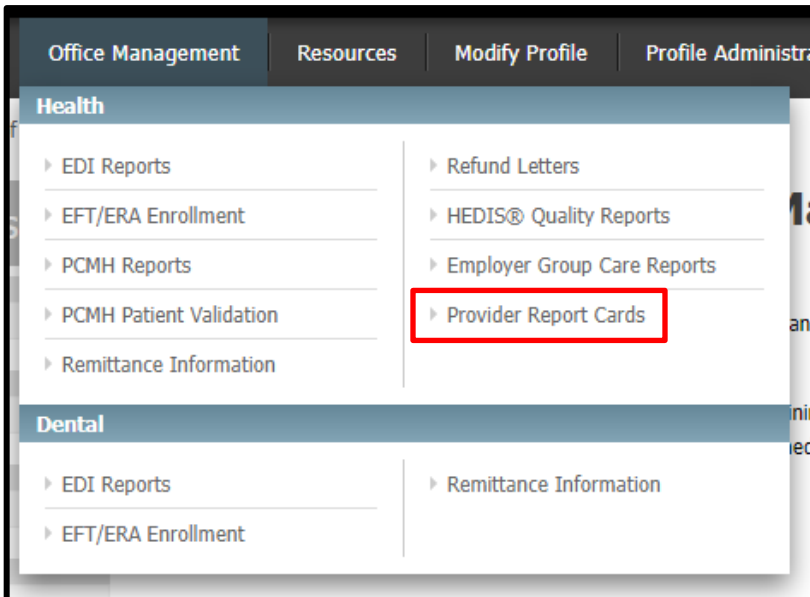 Office Management
Resources
Modify Profile
Profile
Health
EDI Reports
EFT/ERA Enrollment
PCMH Reports
PCMH Patient Validation
Remittance Information
Refund Letters
HEDIS® Quality Reports
Employer Group Care Reports
Provider Report Cards
Dental
EDI Reports
EFT/ERA Enrollment
Remittance Information